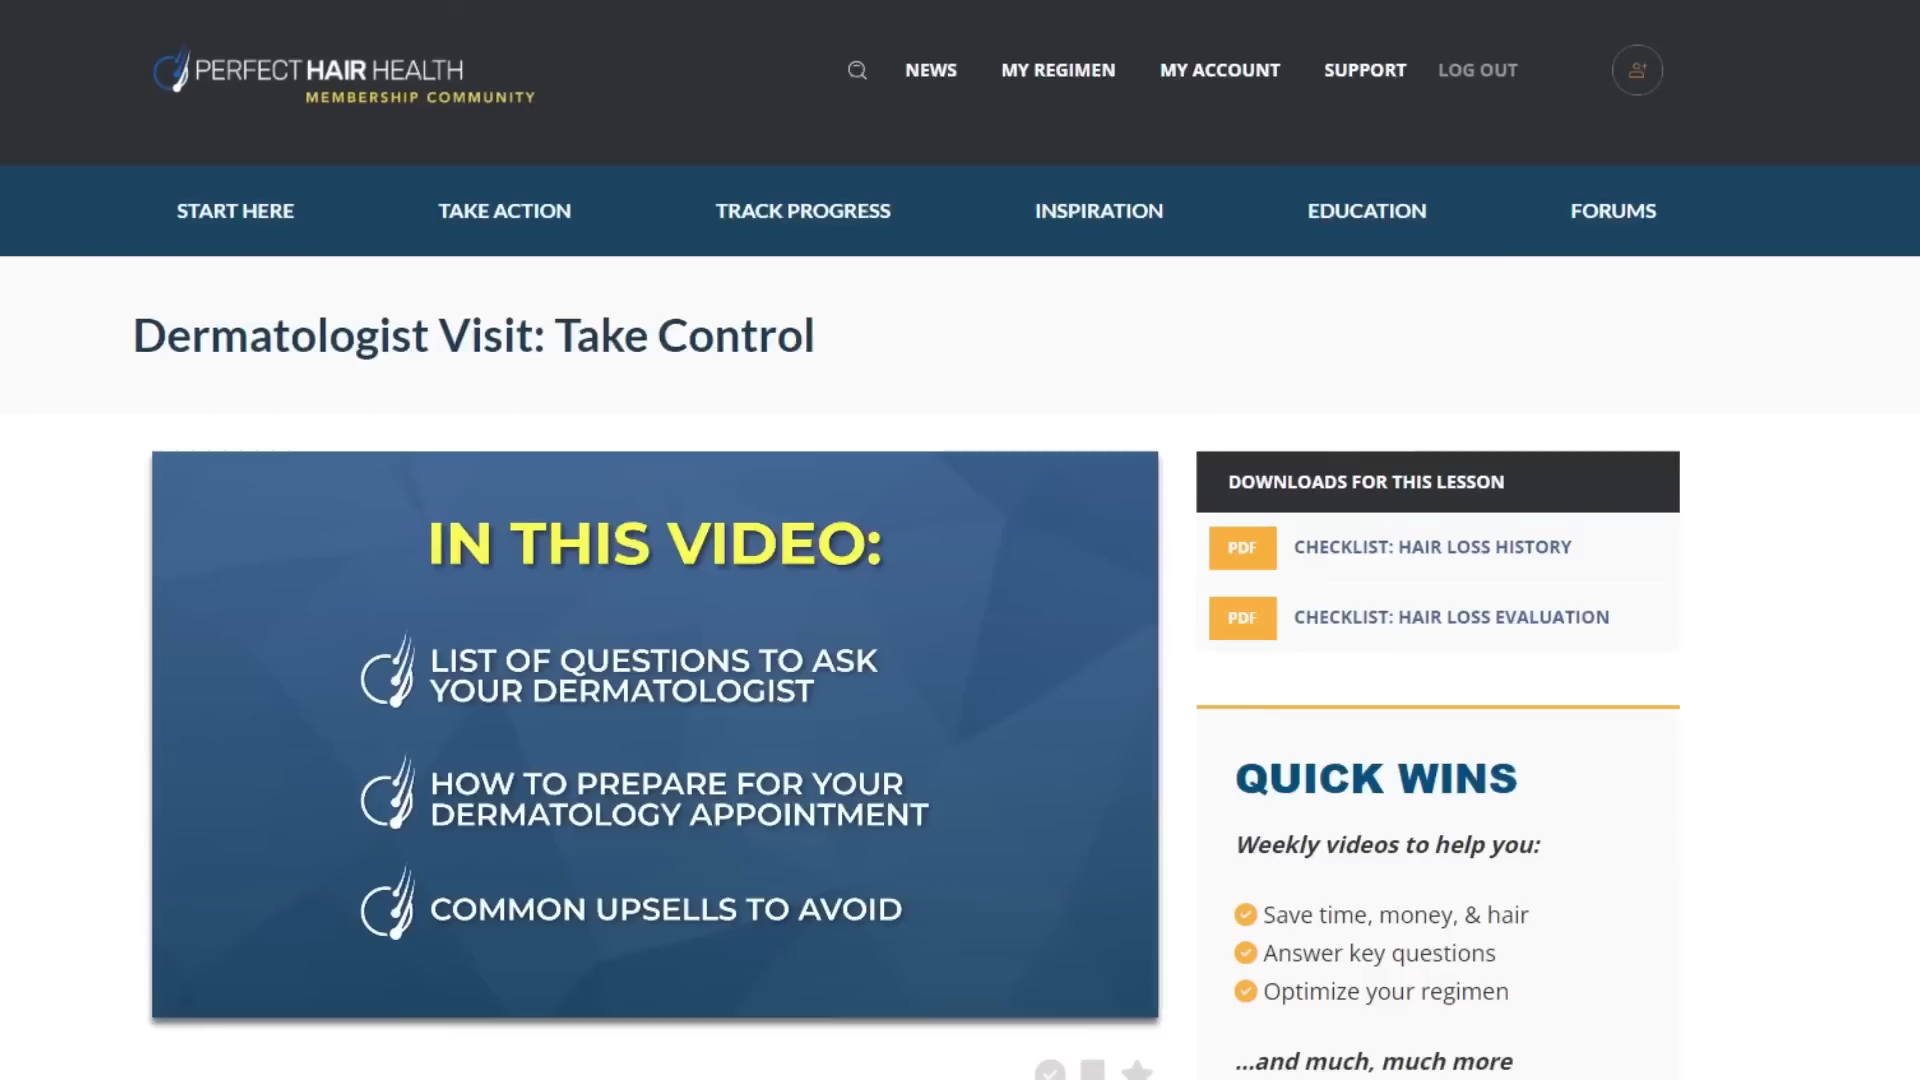 PERFECT HAIR HEALTH
MEMBERSHIP COMMUNITY
NEWS
MY REGIMEN
MY ACCOUNT
SUPPORT
LOG OUT
START HERE
TAKE ACTION
TRACK PROGRESS
INSPIRATION
EDUCATION
FORUMS
Dermatologist Visit: Take Control
IN THIS VIDEO:
LIST OF QUESTIONS TO ASK
YOUR DERMATOLOGIST
HOW TO PREPARE FOR YOUR
DERMATOLOGY APPOINTMENT
COMMON UPSELLS TO AVOID
DOWNLOADS FOR THIS LESSON
PDF CHECKLIST: HAIR LOSS HISTORY
PDF CHECKLIST: HAIR LOSS EVALUATION
QUICK WINS
Weekly videos to help you:
Save time, money, & hair
Answer key questions
Optimize your regimen
...and much, much more